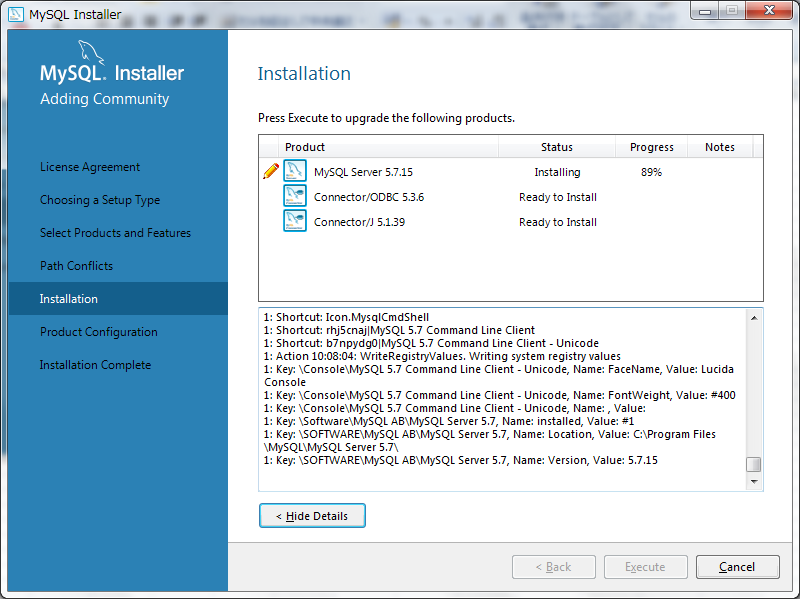 MySQL Installer
MySQL. Installer
Adding Community
License Agreement
Choosing a Setup Type
Select Products and Features
Path Conflicts
Installation
Product Configuration
Installation Complete
Installation
Press Execute to upgrade the following products.
Product Status Progress Notes
MySQL Server 5.7.15 Installing 89%
Connector/ODBC 5.3.6 Ready to Install
Connector/J 5.1.39 Ready to Install
1: Shortcut: Icon.MysqlCmdShell
1: Shortcut: rhj5cnaj|MySQL 5.7 Command Line Client
1: Shortcut: b7npydg0|MySQL 5.7 Command Line Client - Unicode
1: Action 10:08:04: WriteRegistryValues. Writing system registry values
1: Key: \Console\MySQL 5.7 Command Line Client - Unicode, Name: FaceName, Value: Lucida
Console
1: Key: \Console\MySQL 5.7 Command Line Client - Unicode, Name: FontWeight, Value: #400
1: Key: \Console\MySQL 5.7 Command Line Client - Unicode, Name: , Value:
1: Key: \Software\MySQL AB\MySQL Server 5.7, Name: installed, Value: #1
1: Key: \SOFTWARE\MySQL AB\MySQL Server 5.7, Name: Location, Value: C:\Program Files
\MySQL\MySQL Server 5.7\
1: Key: \SOFTWARE\MySQL AB\MySQL Server 5.7, Name: Version, Value: 5.7.15
< Hide Details
< Back
Execute
Cancel